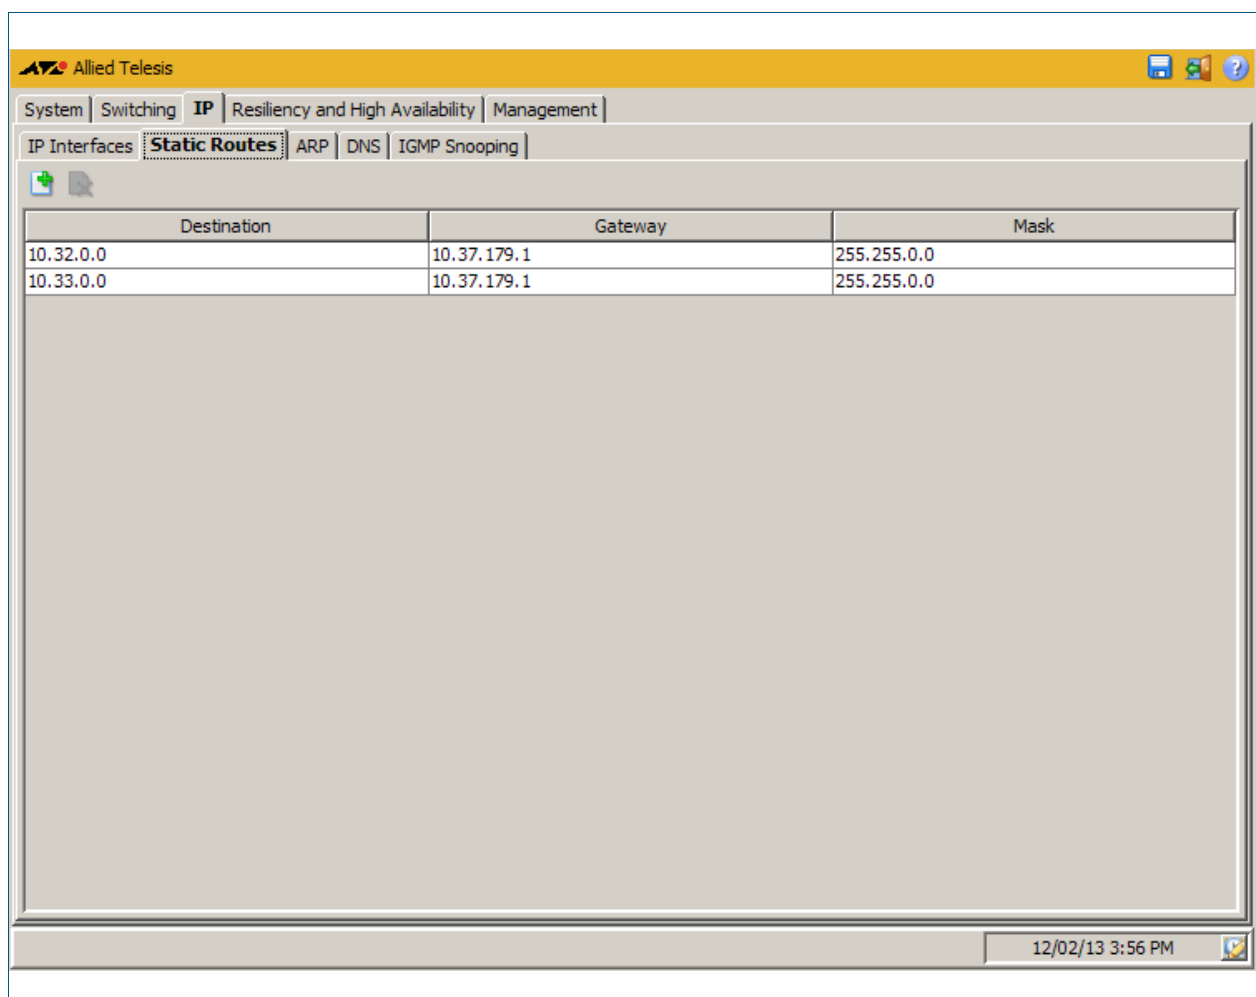 Allied Telesis
System Switching IP Resiliency and High Availability Management
IP Interfaces Static Routes ARP DNS IGMP Snooping
Destination Gateway Mask
10.32.0.0 10.37.179.1 255.255.0.0
10.33.0.0 10.37.179.1 255.255.0.0
12/02/13 3:56 PM